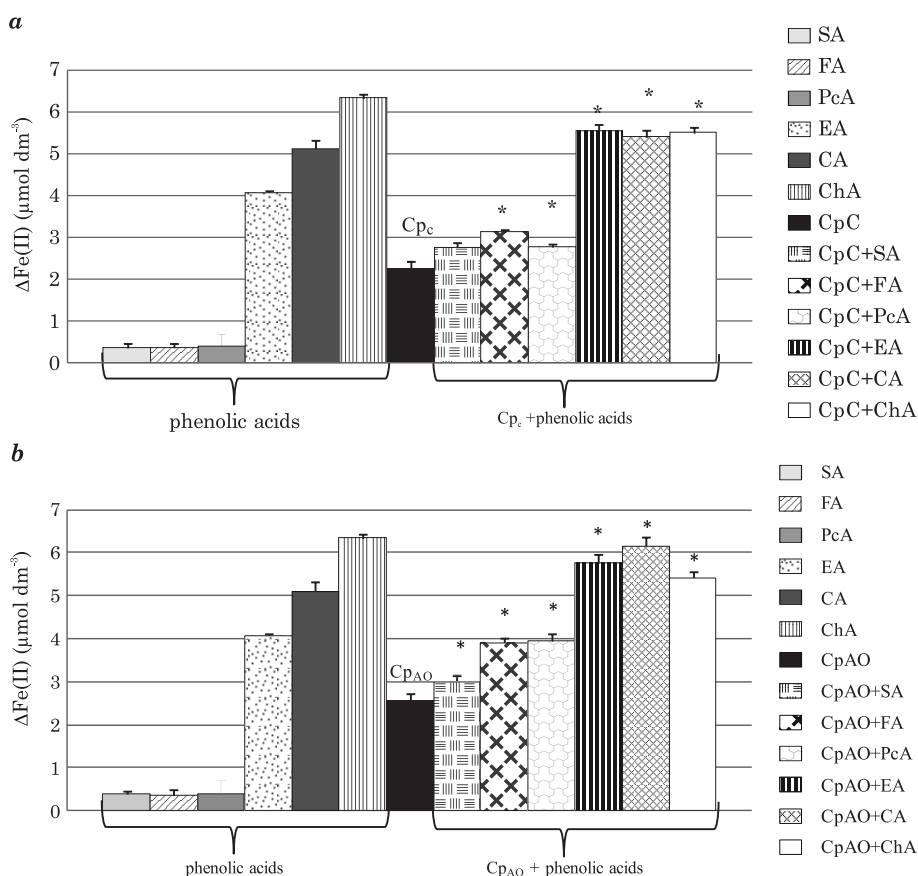 a
ΔFe(II) (µmol dm⁻³)
7
6
5
4
3
2
1
0
Cpc
*
*
*
*
*
*
phenolic acids
Cpc +phenolic acids
SA
FA
PcA
EA
CA
ChA
CpC
CpC+SA
CpC+FA
CpC+PcA
CpC+EA
CpC+CA
CpC+ChA
b
ΔFe(II) (µmol dm⁻³)
7
6
5
4
3
2
1
0
CpAO
*
*
*
*
*
*
phenolic acids
CpAO + phenolic acids
SA
FA
PcA
EA
CA
ChA
CpAO
CpAO+SA
CpAO+FA
CpAO+PcA
CpAO+EA
CpAO+CA
CpAO+ChA